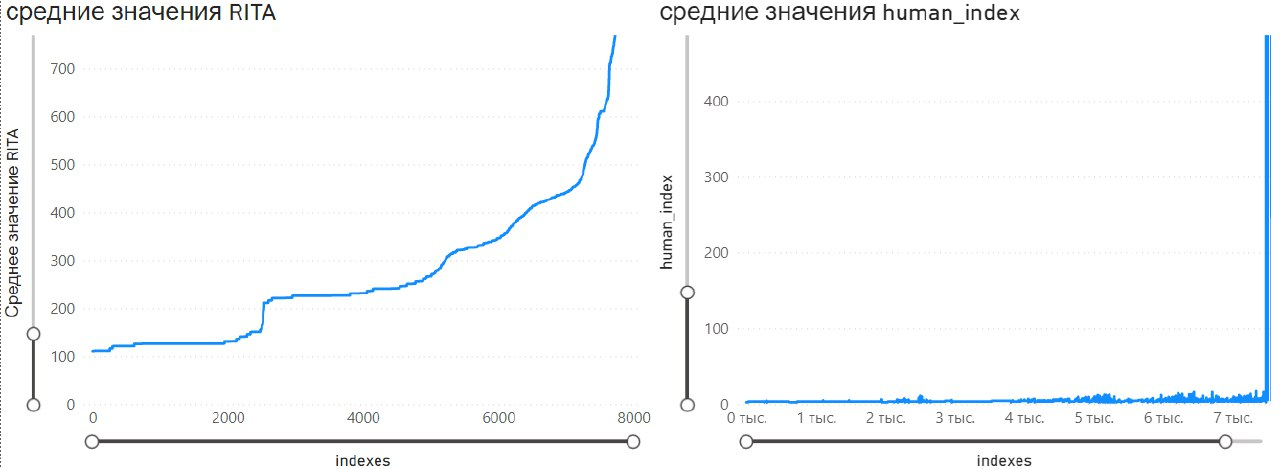 средние значения RITA
Среднее значение RITA
700
600
500
400
300
200
100
0
0 2000 4000 6000 8000
indexes
средние значения human_index
human_index
400
300
200
100
0
0 тыс. 1 тыс. 2 тыс. 3 тыс. 4 тыс. 5 тыс. 6 тыс. 7 тыс.
indexes